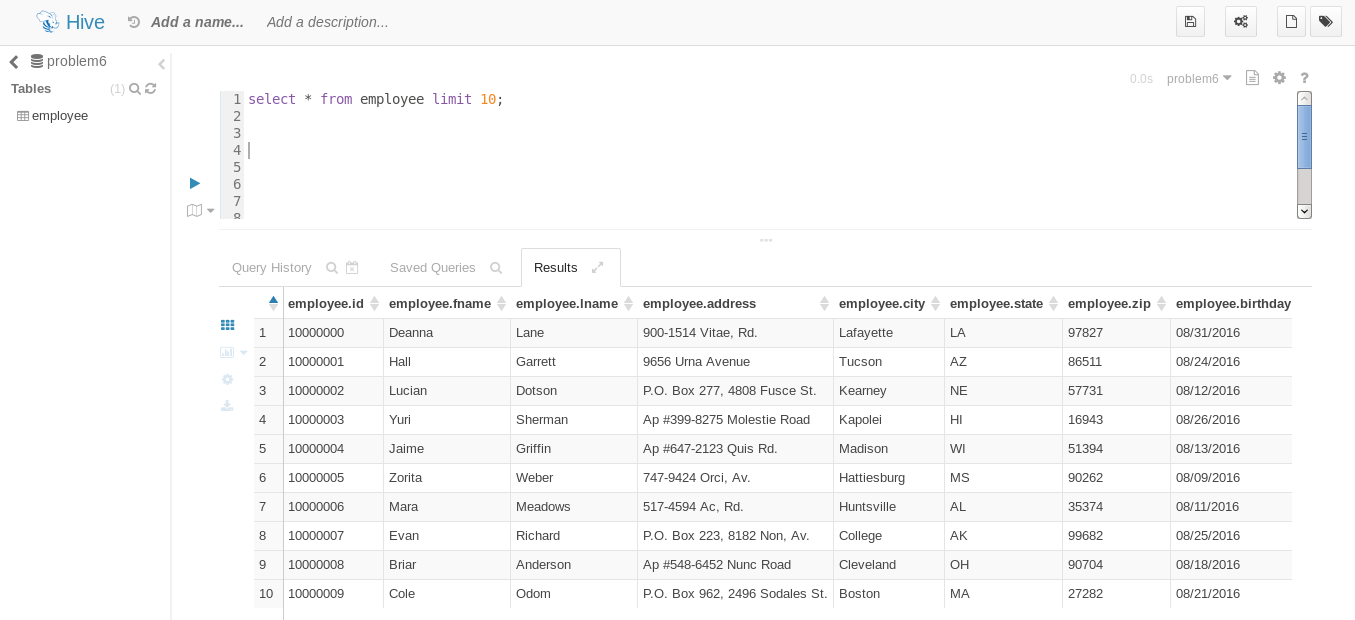 Hive Add a name... Add a description...
problem6
Tables (1)
employee
0.0s problem6 ?
1 select * from employee limit 10;
2
3
4
5
6
7
8
Query History Saved Queries Results
employee.id employee.fname employee.lname employee.address employee.city employee.state employee.zip employee.birthday
1 10000000 Deanna Lane 900-1514 Vitae, Rd. Lafayette LA 97827 08/31/2016
2 10000001 Hall Garrett 9656 Urna Avenue Tucson AZ 86511 08/24/2016
3 10000002 Lucian Dotson P.O. Box 277, 4808 Fusce St. Kearney NE 57731 08/12/2016
4 10000003 Yuri Sherman Ap #399-8275 Molestie Road Kapolei HI 16943 08/26/2016
5 10000004 Jaime Griffin Ap #647-2123 Quis Rd. Madison WI 51394 08/13/2016
6 10000005 Zorita Weber 747-9424 Orci, Av. Hattiesburg MS 90262 08/09/2016
7 10000006 Mara Meadows 517-4594 Ac, Rd. Huntsville AL 35374 08/11/2016
8 10000007 Evan Richard P.O. Box 223, 8182 Non, Av. College AK 99682 08/25/2016
9 10000008 Briar Anderson Ap #548-6452 Nunc Road Cleveland OH 90704 08/18/2016
10 10000009 Cole Odom P.O. Box 962, 2496 Sodales St. Boston MA 27282 08/21/2016